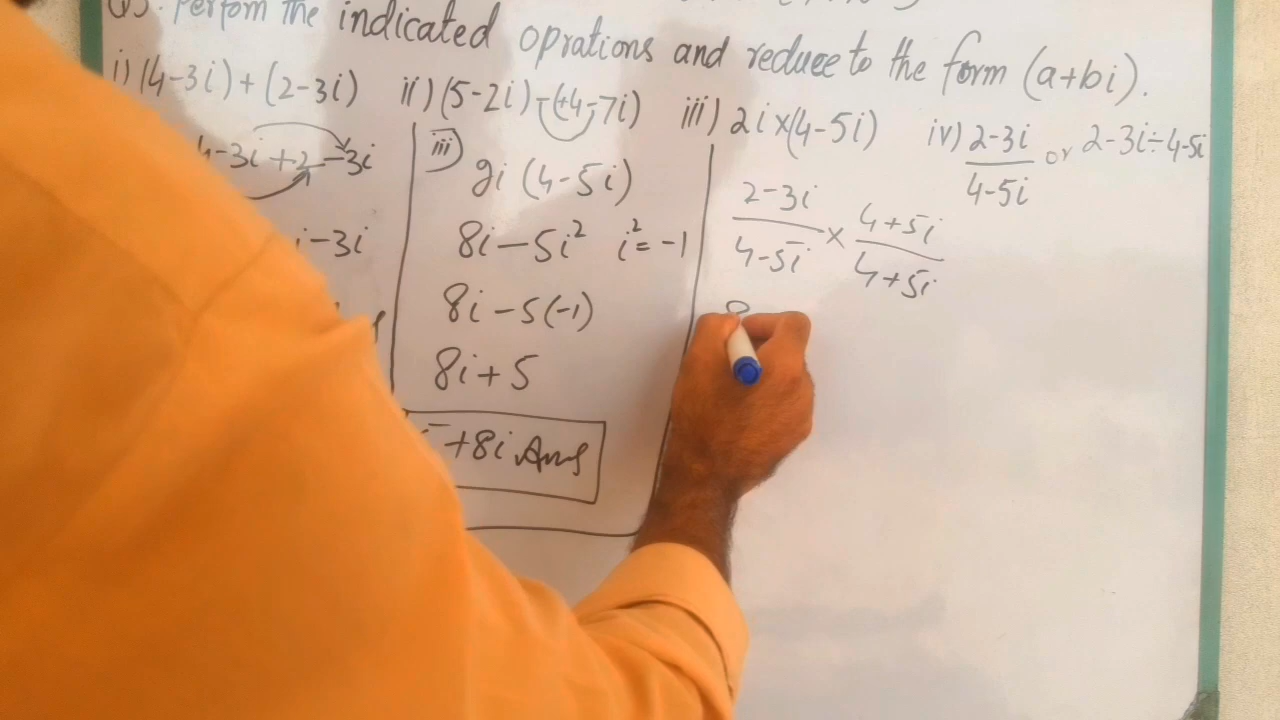 Q3. Perfom the indicated oprations and reduce to the form (a+bi).
i) (4-3i)+(2-3i) ii) (5-2i)-(+4-7i) iii) 2i×(4-5i) iv) 2-3i/4-5i or 2-3i÷4-5i
4-3i+2-3i
i-3i
iii)
2i(4-5i)
8i-5i² i²=-1
8i-5(-1)
8i+5
+8i Ans
2-3i/4-5i × 4+5i/4+5i
8